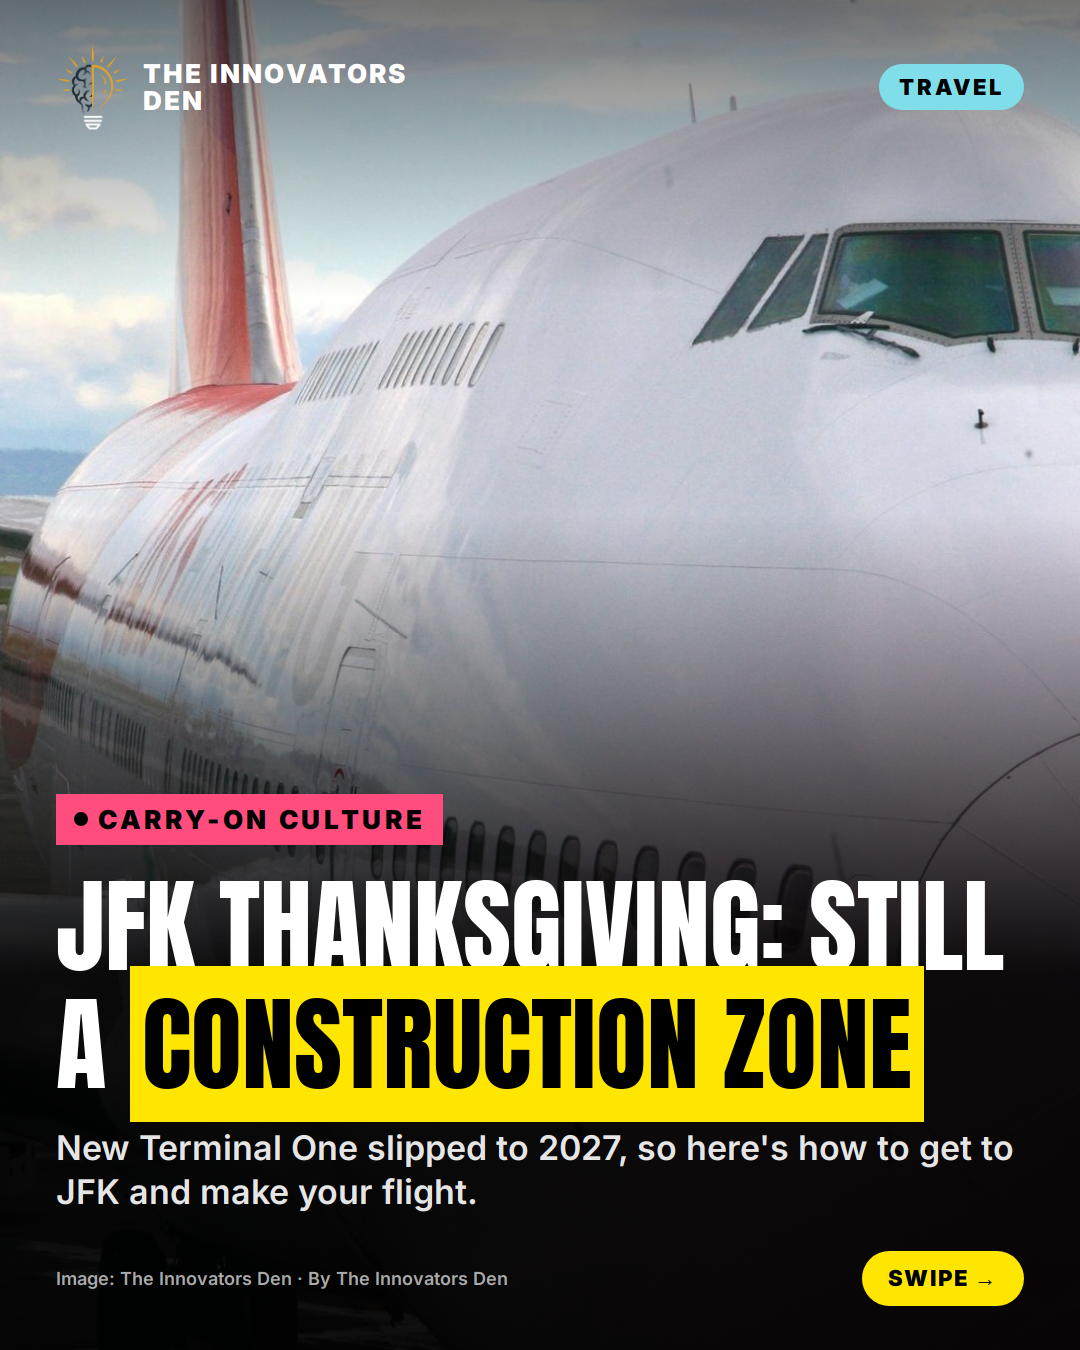 THE INNOVATORS
DEN
TRAVEL
CARRY-ON CULTURE
JFK THANKSGIVING: STILL
A CONSTRUCTION ZONE
New Terminal One slipped to 2027, so here's how to get to
JFK and make your flight.
Image: The Innovators Den · By The Innovators Den
SWIPE →